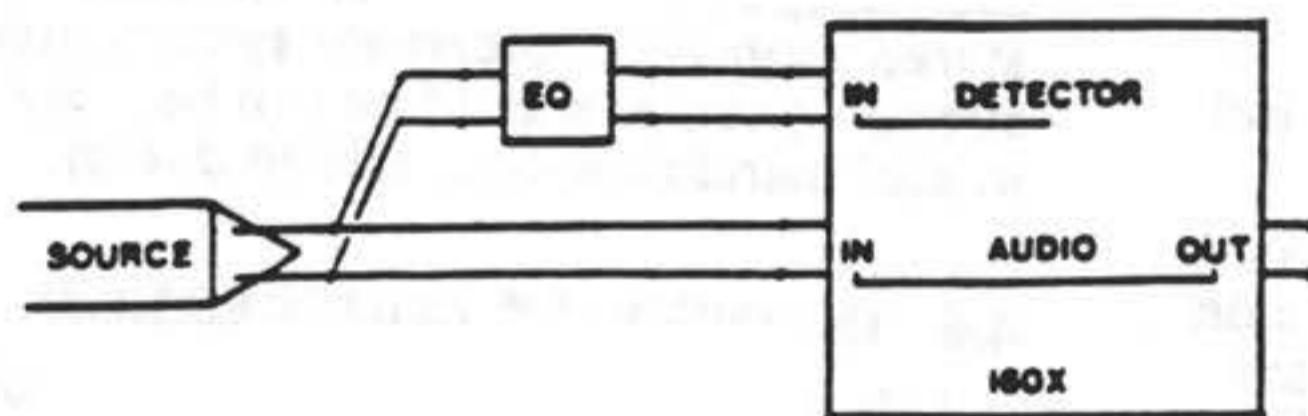 EQ
IN DETECTOR
SOURCE
IN AUDIO OUT
160X